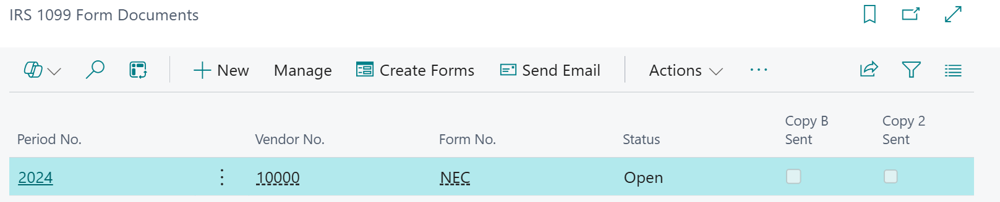 IRS 1099 Form Documents
New Manage Create Forms Send Email Actions
Period No. Vendor No. Form No. Status Copy B Sent Copy 2 Sent
2024 10000 NEC Open